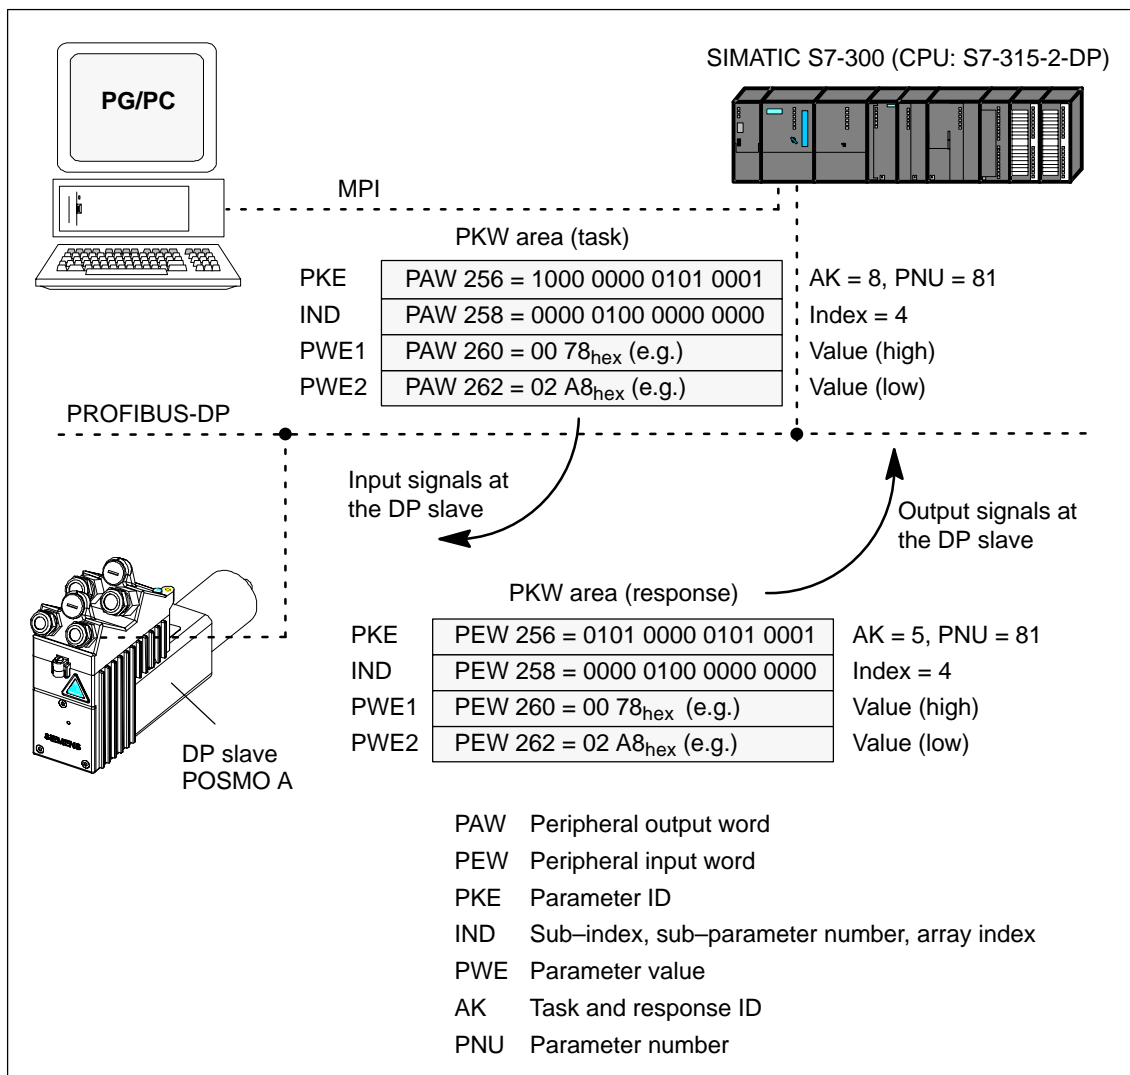 PG/PC
SIMATIC S7-300 (CPU: S7-315-2-DP)
MPI
PKW area (task)
PKE PAW 256 = 1000 0000 0101 0001 AK = 8, PNU = 81
IND PAW 258 = 0000 0100 0000 0000 Index = 4
PWE1 PAW 260 = 00 78hex (e.g.) Value (high)
PWE2 PAW 262 = 02 A8hex (e.g.) Value (low)
PROFIBUS-DP
Input signals at
the DP slave
Output signals at
the DP slave
PKW area (response)
PKE PEW 256 = 0101 0000 0101 0001 AK = 5, PNU = 81
IND PEW 258 = 0000 0100 0000 0000 Index = 4
PWE1 PEW 260 = 00 78hex (e.g.) Value (high)
PWE2 PEW 262 = 02 A8hex (e.g.) Value (low)
SIEMENS
DP slave
POSMO A
PAW Peripheral output word
PEW Peripheral input word
PKE Parameter ID
IND Sub–index, sub–parameter number, array index
PWE Parameter value
AK Task and response ID
PNU Parameter number